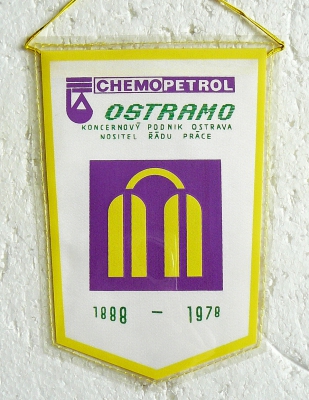 CHEMOPETROL
OSTRAMO
KONCERNOVÝ PODNIK OSTRAVA
NOSITEL ŘÁDU PRÁCE
1888 — 1978